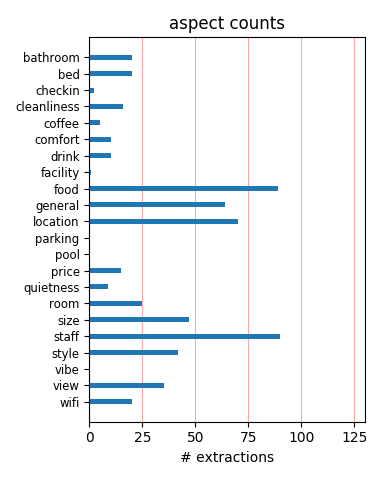 aspect counts
bathroom
bed
checkin
cleanliness
coffee
comfort
drink
facility
food
general
location
parking
pool
price
quietness
room
size
staff
style
vibe
view
wifi
0 25 50 75 100 125
# extractions